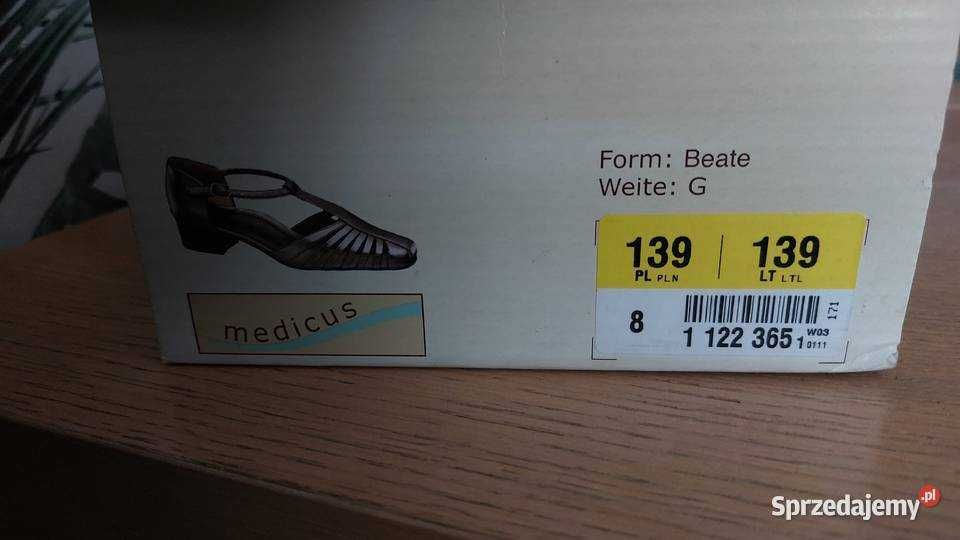 Form: Beate
Weite: G
139 139
PL PLN LT LTL
8
1 122 365 1 W03 0111
171
medicus
Sprzedajemy.pl